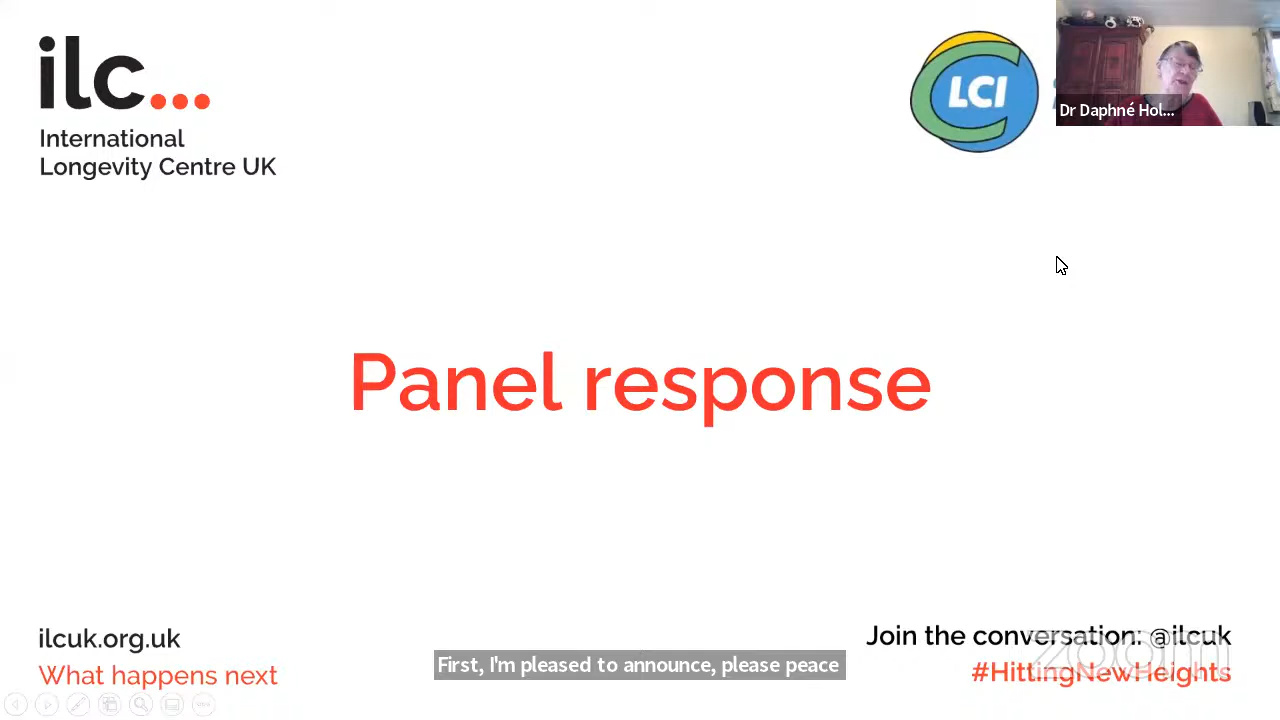 ilc...
International
Longevity Centre UK
LCI
Dr Daphné Hol...
Panel response
ilcuk.org.uk
What happens next
First, I'm pleased to announce, please peace
Join the conversation: @ilcuk
#HittingNewHeights
zoom